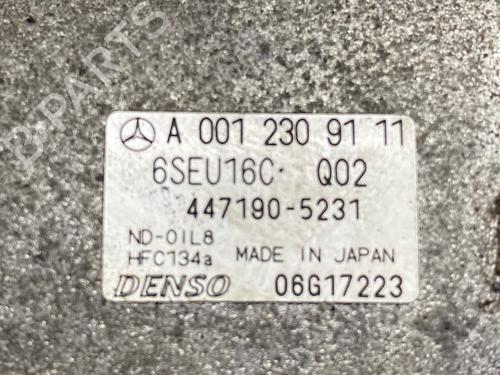 B-PARTS
A 001 230 91 11
6SEU16C· Q02
447190-5231
ND-OIL8
HFC134a MADE IN JAPAN
DENSO 06G17223